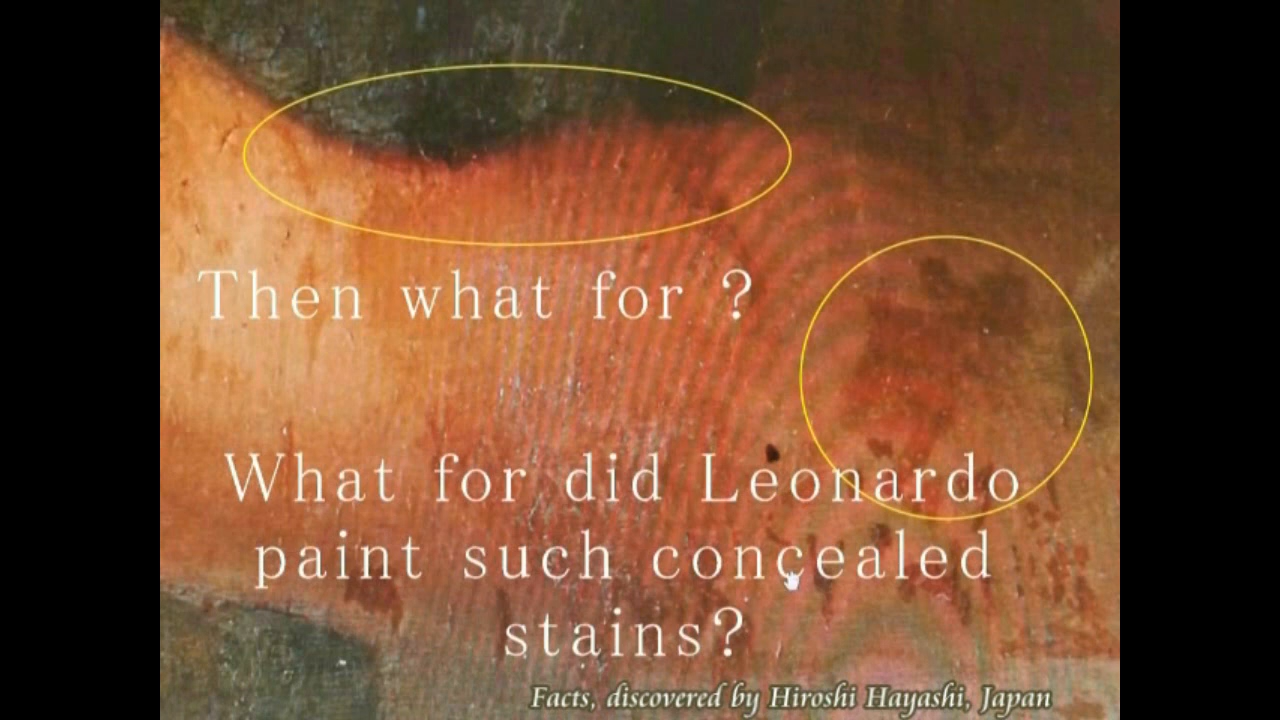 Then what for ?
What for did Leonardo
paint such concealed
stains?
Facts, discovered by Hiroshi Hayashi, Japan